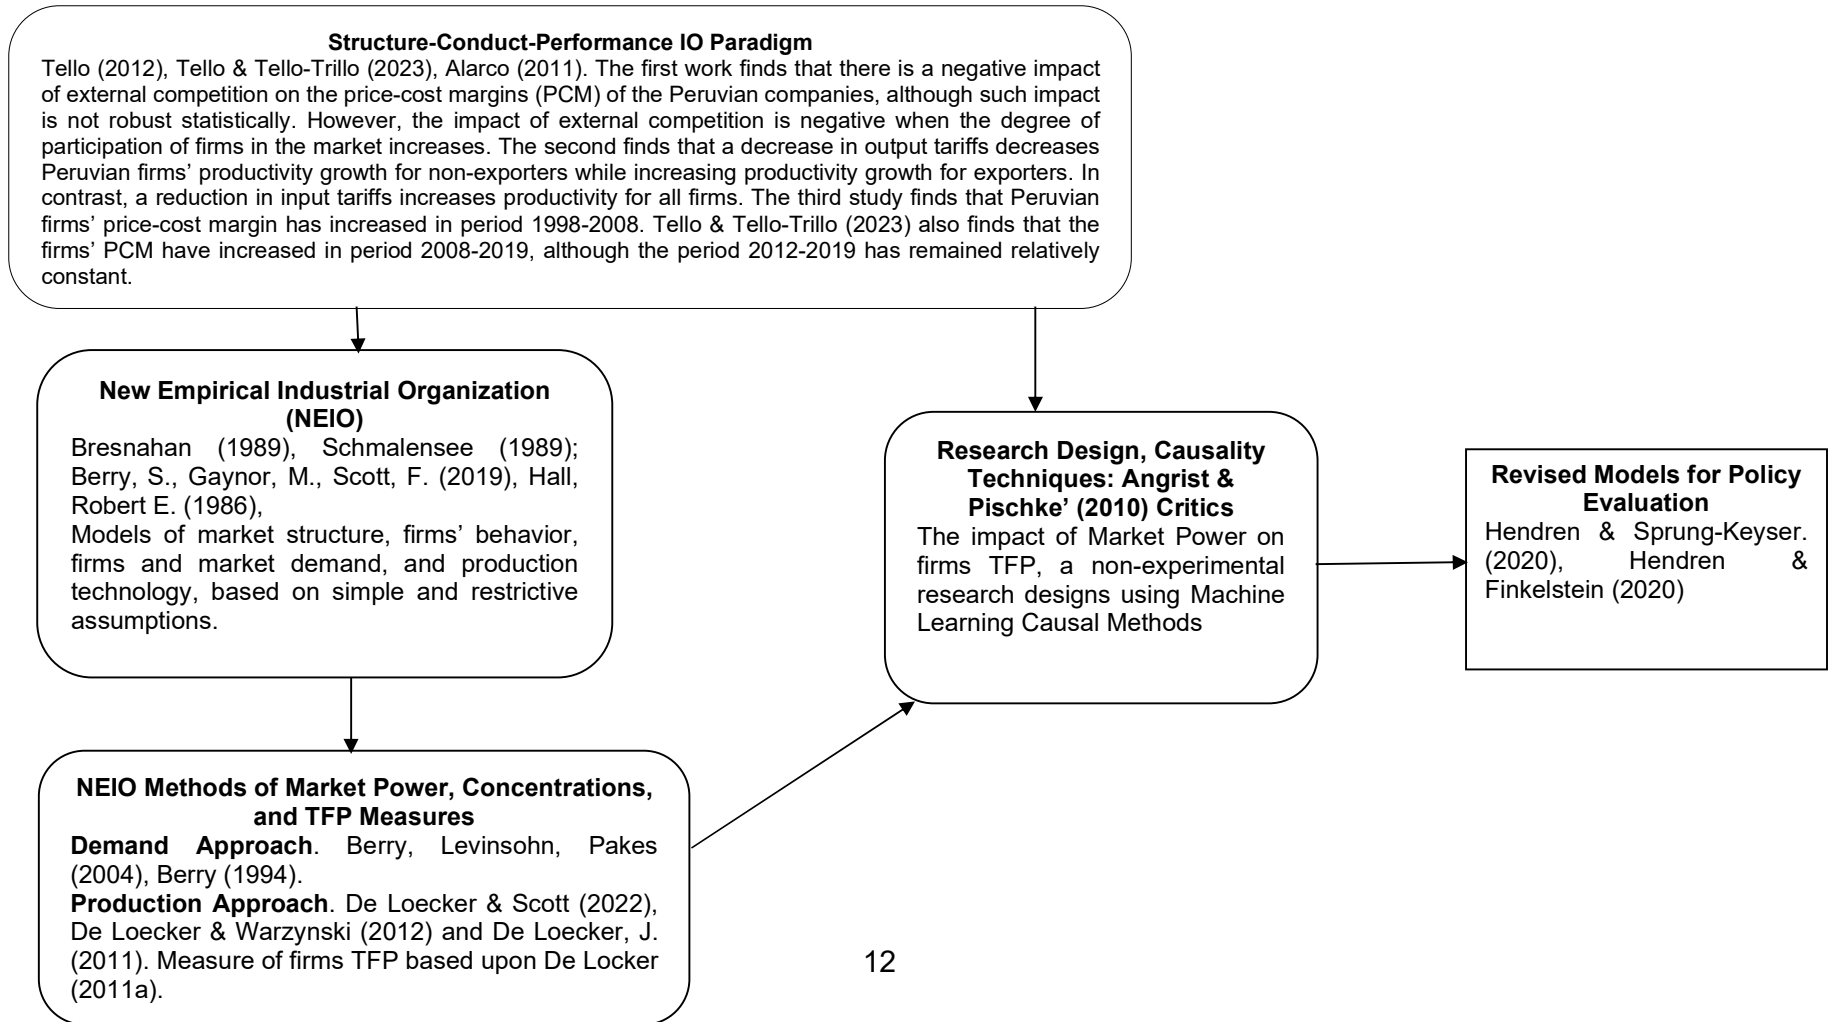 Structure-Conduct-Performance IO Paradigm
Tello (2012), Tello & Tello-Trillo (2023), Alarco (2011). The first work finds that there is a negative impact
of external competition on the price-cost margins (PCM) of the Peruvian companies, although such impact
is not robust statistically. However, the impact of external competition is negative when the degree of
participation of firms in the market increases. The second finds that a decrease in output tariffs decreases
Peruvian firms’ productivity growth for non-exporters while increasing productivity growth for exporters. In
contrast, a reduction in input tariffs increases productivity for all firms. The third study finds that Peruvian
firms’ price-cost margin has increased in period 1998-2008. Tello & Tello-Trillo (2023) also finds that the
firms’ PCM have increased in period 2008-2019, although the period 2012-2019 has remained relatively
constant.
New Empirical Industrial Organization
(NEIO)
Bresnahan (1989), Schmalensee (1989);
Berry, S., Gaynor, M., Scott, F. (2019), Hall,
Robert E. (1986),
Models of market structure, firms’ behavior,
firms and market demand, and production
technology, based on simple and restrictive
assumptions.
Research Design, Causality
Techniques: Angrist &
Pischke’ (2010) Critics
The impact of Market Power on
firms TFP, a non-experimental
research designs using Machine
Learning Causal Methods
Revised Models for Policy
Evaluation
Hendren & Sprung-Keyser.
(2020), Hendren &
Finkelstein (2020)
NEIO Methods of Market Power, Concentrations,
and TFP Measures
Demand Approach. Berry, Levinsohn, Pakes
(2004), Berry (1994).
Production Approach. De Loecker & Scott (2022),
De Loecker & Warzynski (2012) and De Loecker, J.
(2011). Measure of firms TFP based upon De Locker
(2011a).
12